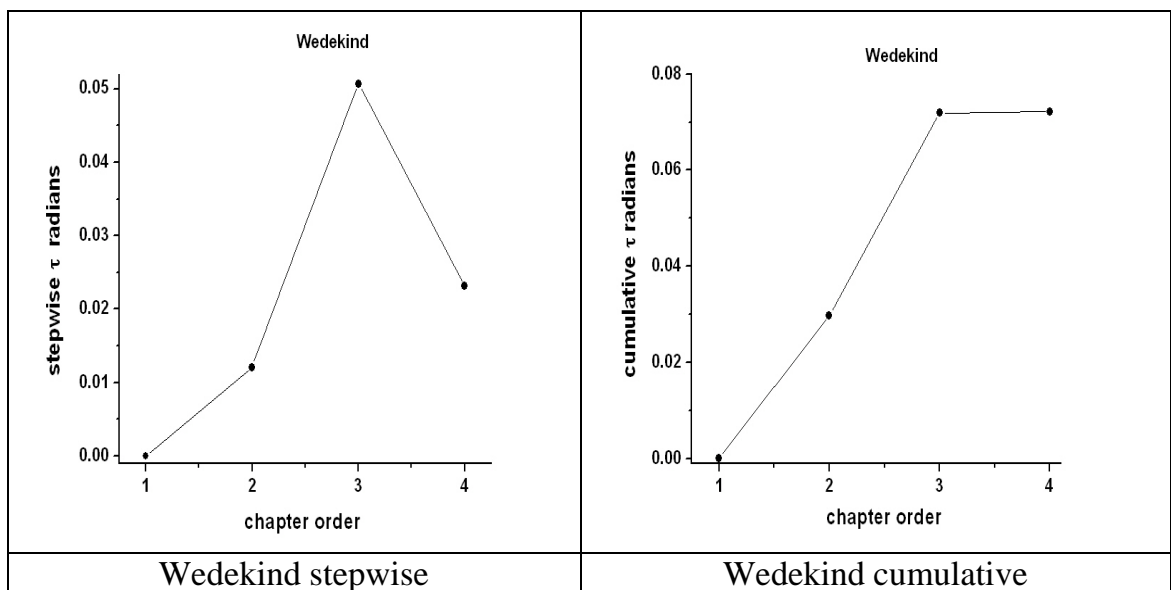 Wedekind
0.05
0.04
0.03
0.02
0.01
0.00
stepwise τ radians
1 2 3 4
chapter order
Wedekind
0.08
0.06
0.04
0.02
0.00
cumulative τ radians
1 2 3 4
chapter order
Wedekind stepwise
Wedekind cumulative